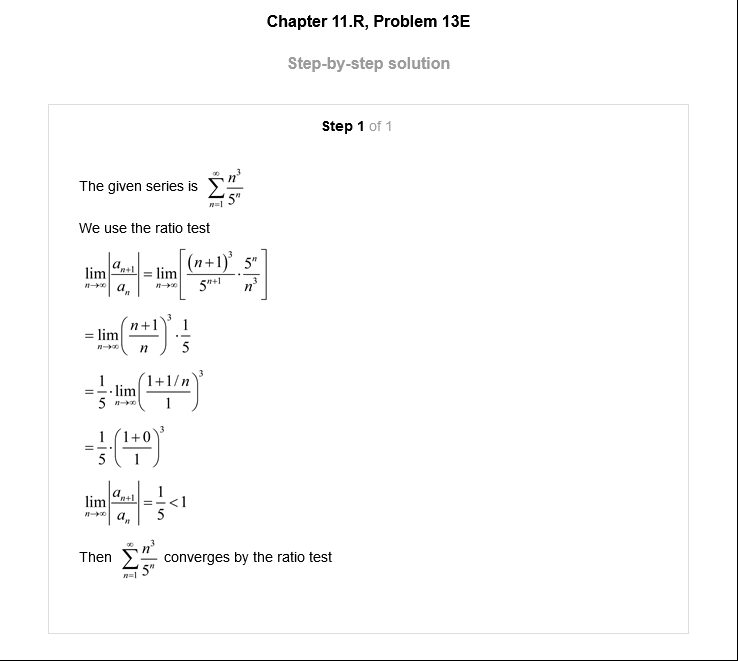 Chapter 11.R, Problem 13E
Step-by-step solution
Step 1 of 1
The given series is $\sum_{n=1}^{\infty} \frac{n^3}{5^n}$
We use the ratio test
$\lim_{n \to \infty} \left| \frac{a_{n+1}}{a_n} \right| = \lim_{n \to \infty} \left[ \frac{(n+1)^3}{5^{n+1}} \cdot \frac{5^n}{n^3} \right]$
$= \lim_{n \to \infty} \left( \frac{n+1}{n} \right)^3 \cdot \frac{1}{5}$
$= \frac{1}{5} \cdot \lim_{n \to \infty} \left( \frac{1+1/n}{1} \right)^3$
$= \frac{1}{5} \cdot \left( \frac{1+0}{1} \right)^3$
$\lim_{n \to \infty} \left| \frac{a_{n+1}}{a_n} \right| = \frac{1}{5} < 1$
Then $\sum_{n=1}^{\infty} \frac{n^3}{5^n}$ converges by the ratio test